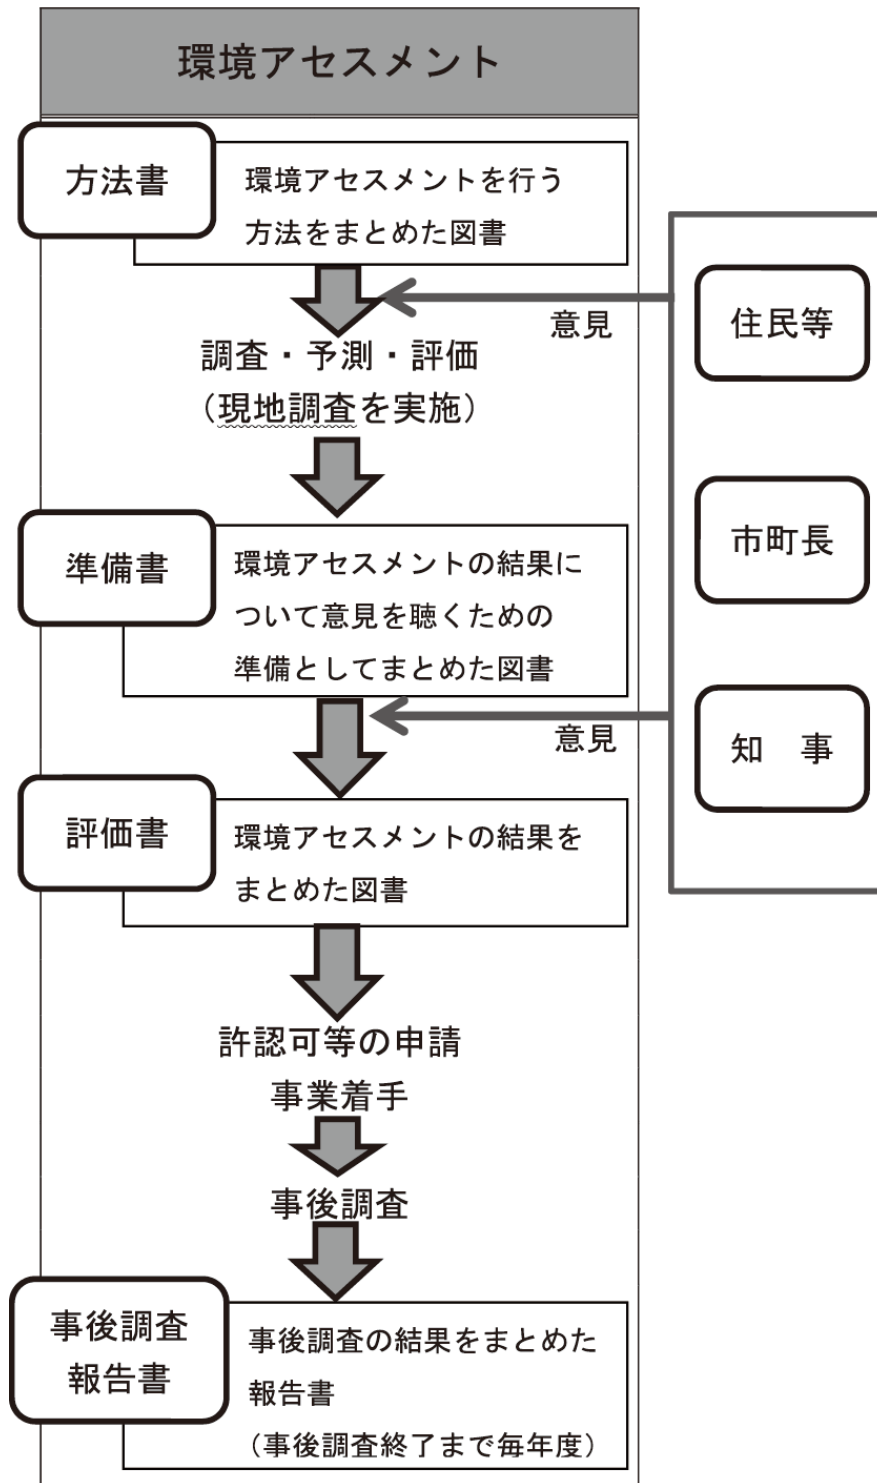 環境アセスメント
方法書
環境アセスメントを行う
方法をまとめた図書
意見
住民等
調査・予測・評価
（現地調査を実施）
市町長
準備書
環境アセスメントの結果に
ついて意見を聴くための
準備としてまとめた図書
意見
知　事
評価書
環境アセスメントの結果を
まとめた図書
許認可等の申請
事業着手
事後調査
事後調査
報告書
事後調査の結果をまとめた
報告書
（事後調査終了まで毎年度）